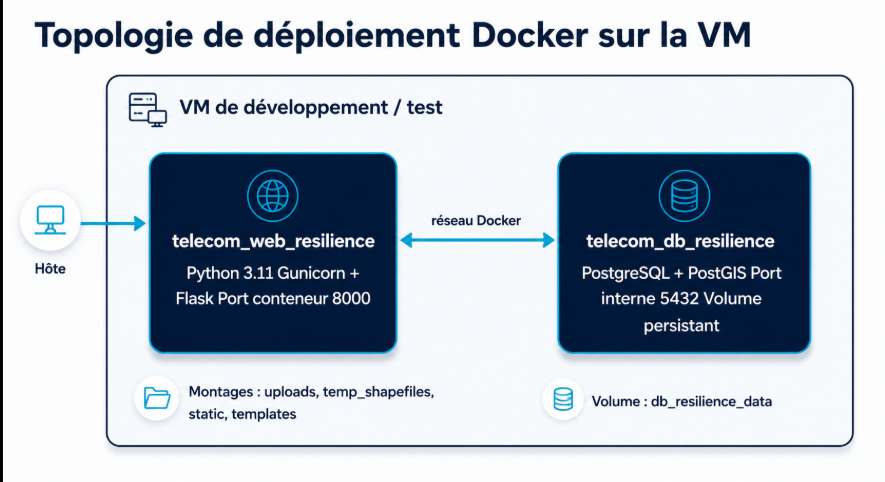 Topologie de déploiement Docker sur la VM
VM de développement / test
Hôte
telecom_web_resilience
Python 3.11 Gunicorn +
Flask Port conteneur 8000
réseau Docker
telecom_db_resilience
PostgreSQL + PostGIS Port
interne 5432 Volume
persistant
Montages : uploads, temp_shapefiles,
static, templates
Volume : db_resilience_data